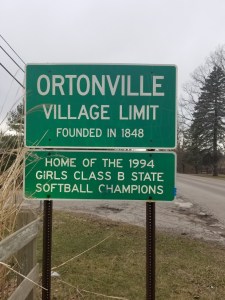 ORTONVILLE
VILLAGE LIMIT
FOUNDED IN 1848
HOME OF THE 1994
GIRLS CLASS B STATE
SOFTBALL CHAMPIONS